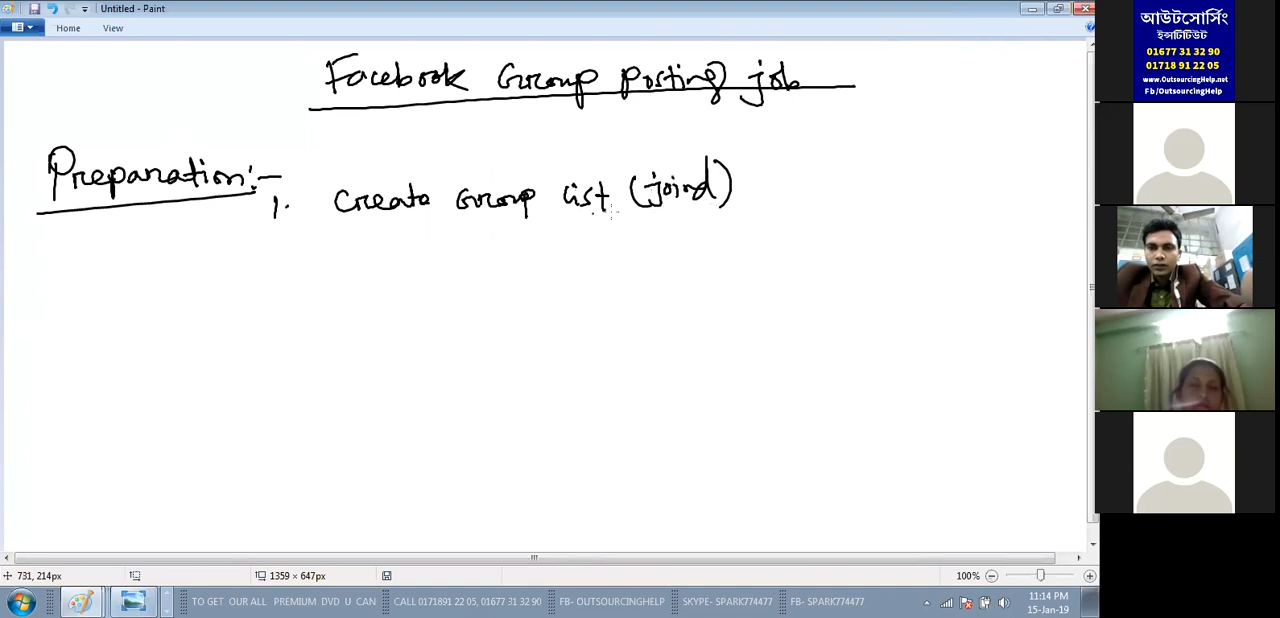 Untitled - Paint
Home View
Facebook Group posting job
Preparation:-
1. Create Group list (joind)
731, 214px
1359 × 647px
100%
TO GET OUR ALL PREMIUM DVD U CAN
CALL 0171891 22 05, 01677 31 32 90
FB- OUTSOURCINGHELP
SKYPE- SPARK774477
FB- SPARK774477
11:14 PM
15-Jan-19
আউটসোর্সিং
ইন্সটিটিউট
01677 31 32 90
01718 91 22 05
www.OutsourcingHelp.net
Fb/OutsourcingHelp